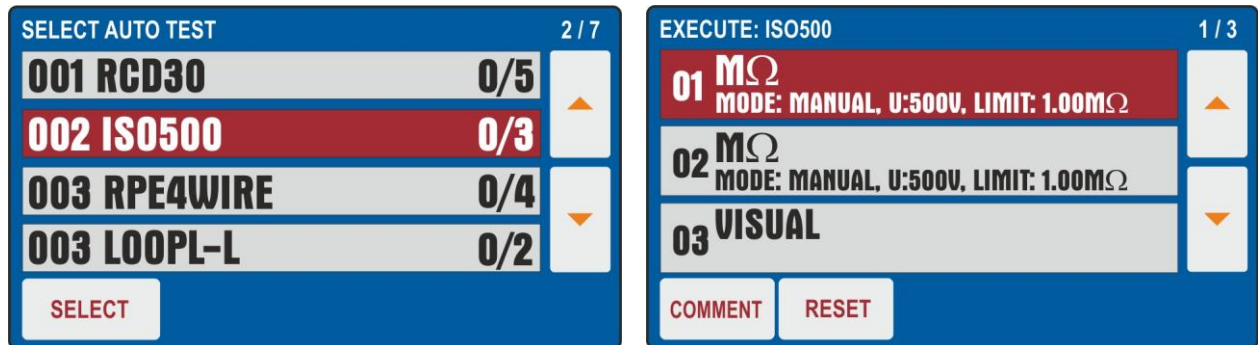 SELECT AUTO TEST 2 / 7
001 RCD30 0/5
002 ISO500 0/3
003 RPE4WIRE 0/4
003 LOOPL-L 0/2
SELECT
EXECUTE: ISO500 1 / 3
01 MΩ
MODE: MANUAL, U:500V, LIMIT: 1.00MΩ
02 MΩ
MODE: MANUAL, U:500V, LIMIT: 1.00MΩ
03 VISUAL
COMMENT RESET